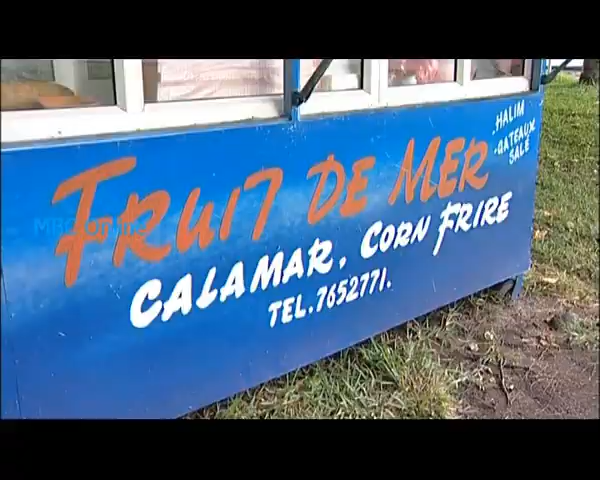 FRUIT DE MER
CALAMAR, CORN FRIRE
TEL. 7652771.
.HALIM
.GATEAUX
SALE